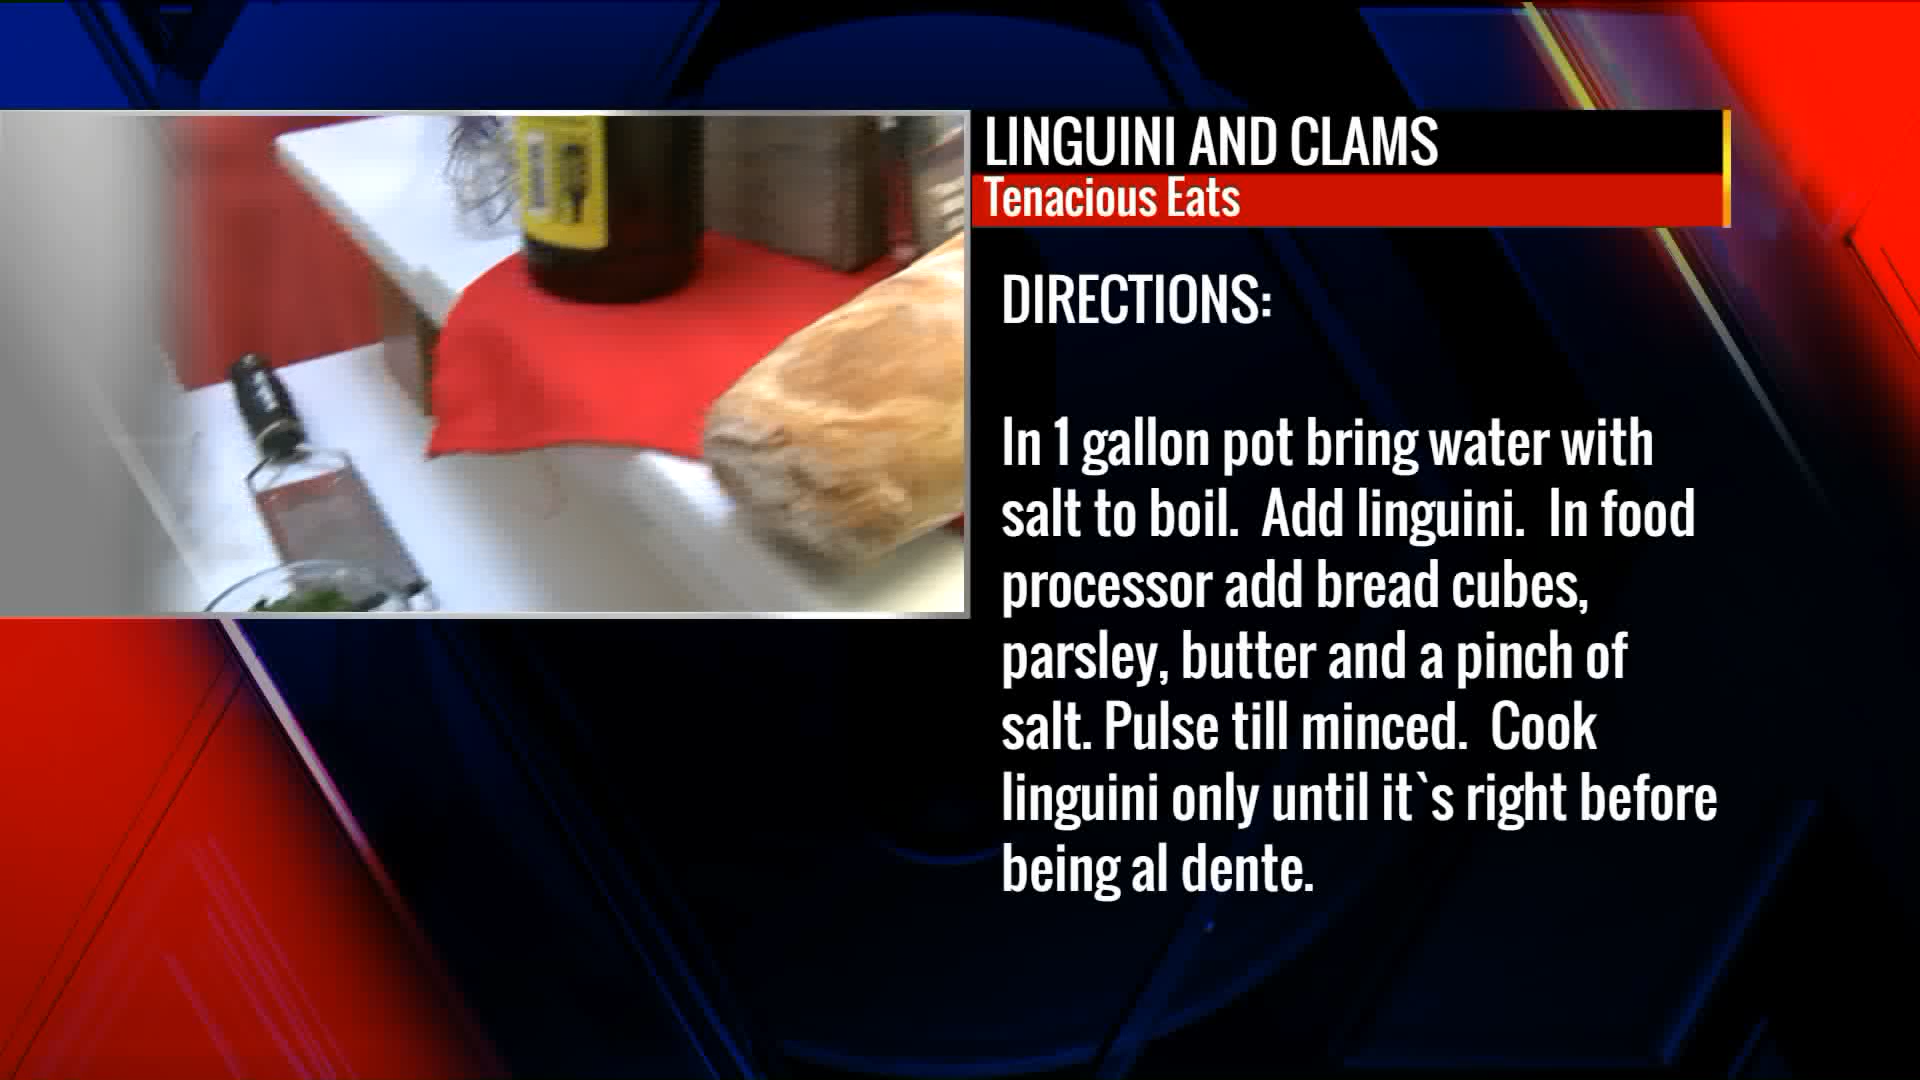 LINGUINI AND CLAMS
Tenacious Eats
DIRECTIONS:
In 1 gallon pot bring water with
salt to boil.  Add linguini.  In food
processor add bread cubes,
parsley, butter and a pinch of
salt. Pulse till minced.  Cook
linguini only until it`s right before
being al dente.